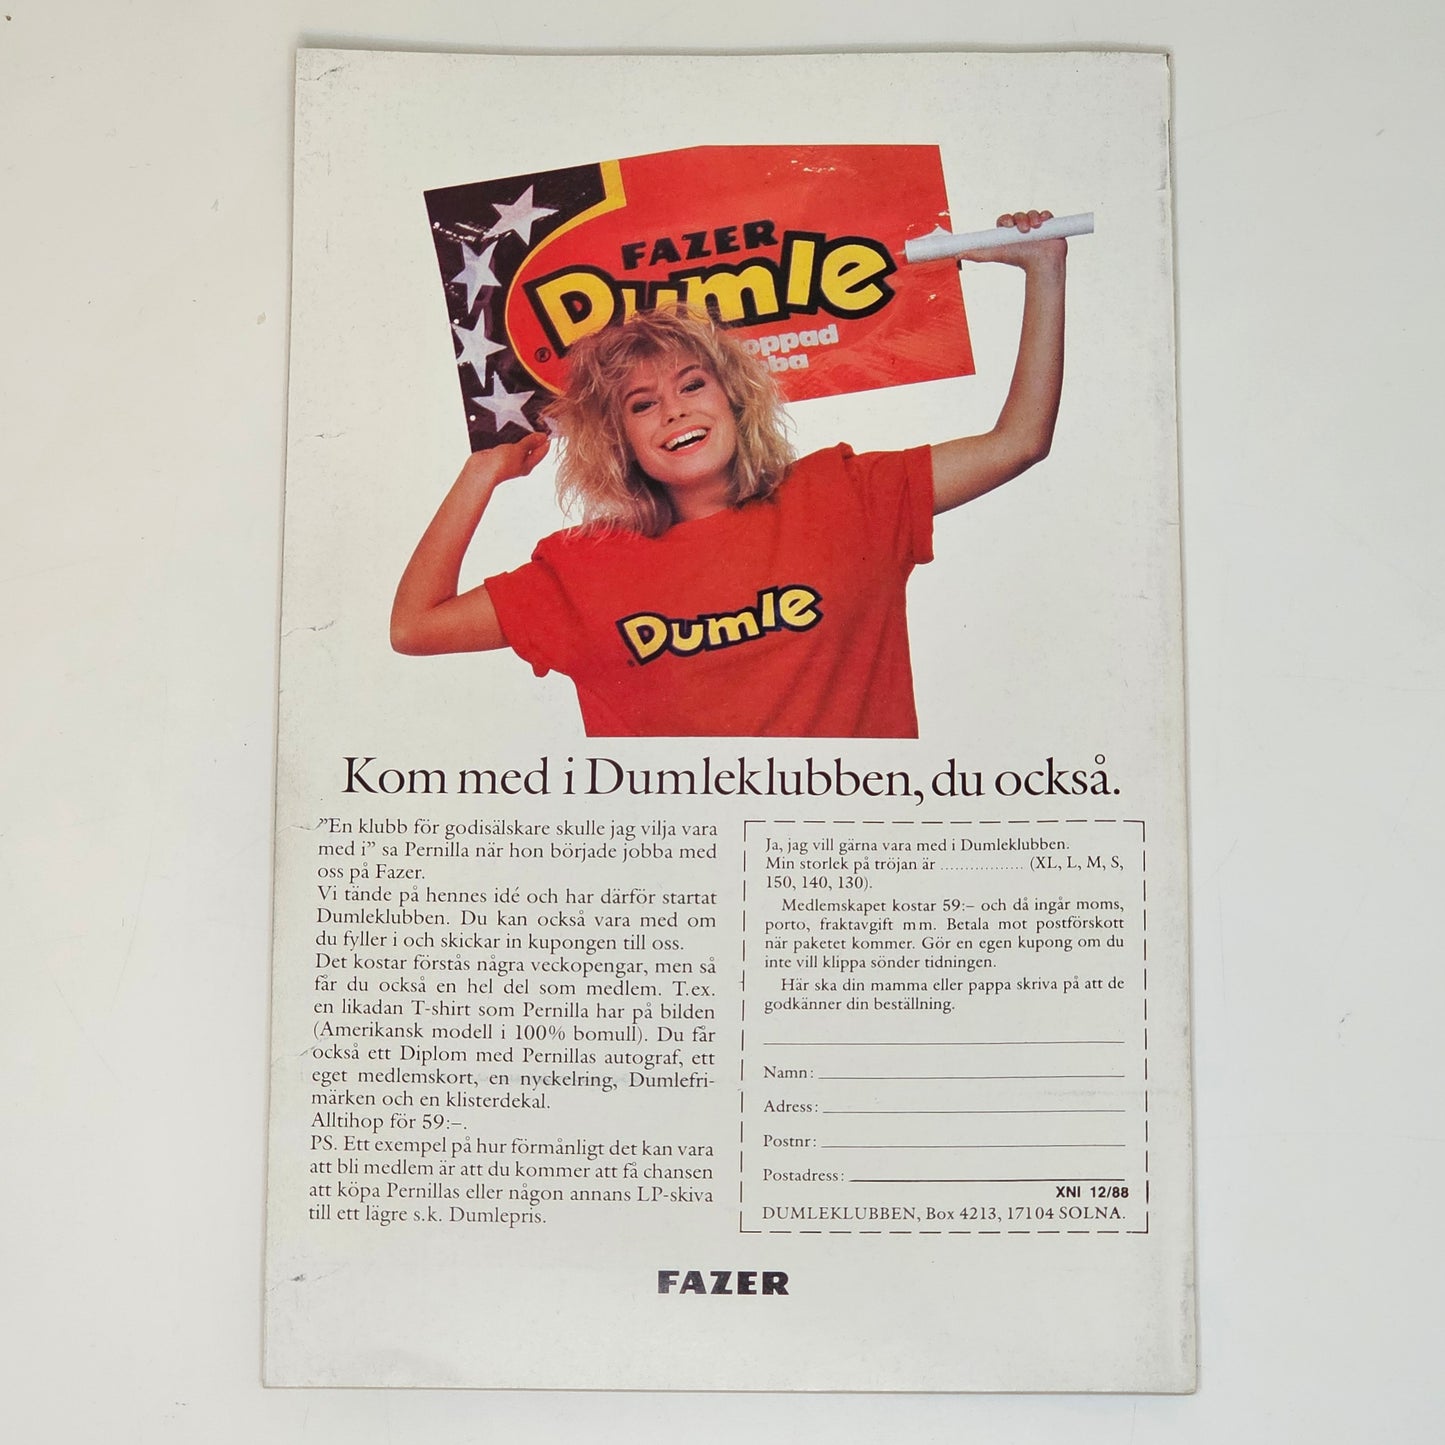 FAZER
Dumle
®
oppad
bba
Dumle
Kom med i Dumleklubben, du också.
”En klubb för godisälskare skulle jag vilja vara
med i” sa Pernilla när hon började jobba med
oss på Fazer.
Vi tände på hennes idé och har därför startat
Dumleklubben. Du kan också vara med om
du fyller i och skickar in kupongen till oss.
Det kostar förstås några veckopengar, men så
får du också en hel del som medlem. T.ex.
en likadan T-shirt som Pernilla har på bilden
(Amerikansk modell i 100% bomull). Du får
också ett Diplom med Pernillas autograf, ett
eget medlemskort, en nyckelring, Dumlefri-
märken och en klisterdekal.
Alltihop för 59:–.
PS. Ett exempel på hur förmånligt det kan vara
att bli medlem är att du kommer att få chansen
att köpa Pernillas eller någon annans LP-skiva
till ett lägre s.k. Dumlepris.
Ja, jag vill gärna vara med i Dumleklubben.
Min storlek på tröjan är ................. (XL, L, M, S,
150, 140, 130).
Medlemskapet kostar 59:– och då ingår moms,
porto, fraktavgift mm. Betala mot postförskott
när paketet kommer. Gör en egen kupong om du
inte vill klippa sönder tidningen.
Här ska din mamma eller pappa skriva på att de
godkänner din beställning.
Namn:
Adress:
Postnr:
Postadress:
XNI 12/88
DUMLEKLUBBEN, Box 4213, 17104 SOLNA.
FAZER